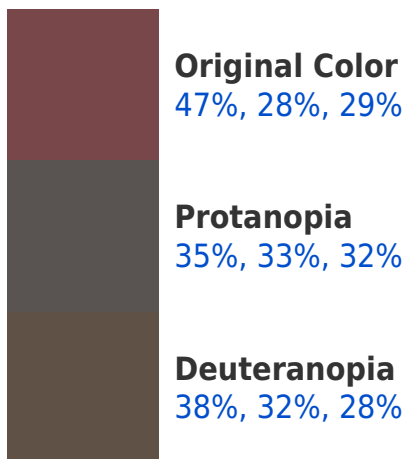 Original Color
47%, 28%, 29%
Protanopia
35%, 33%, 32%
Deuteranopia
38%, 32%, 28%